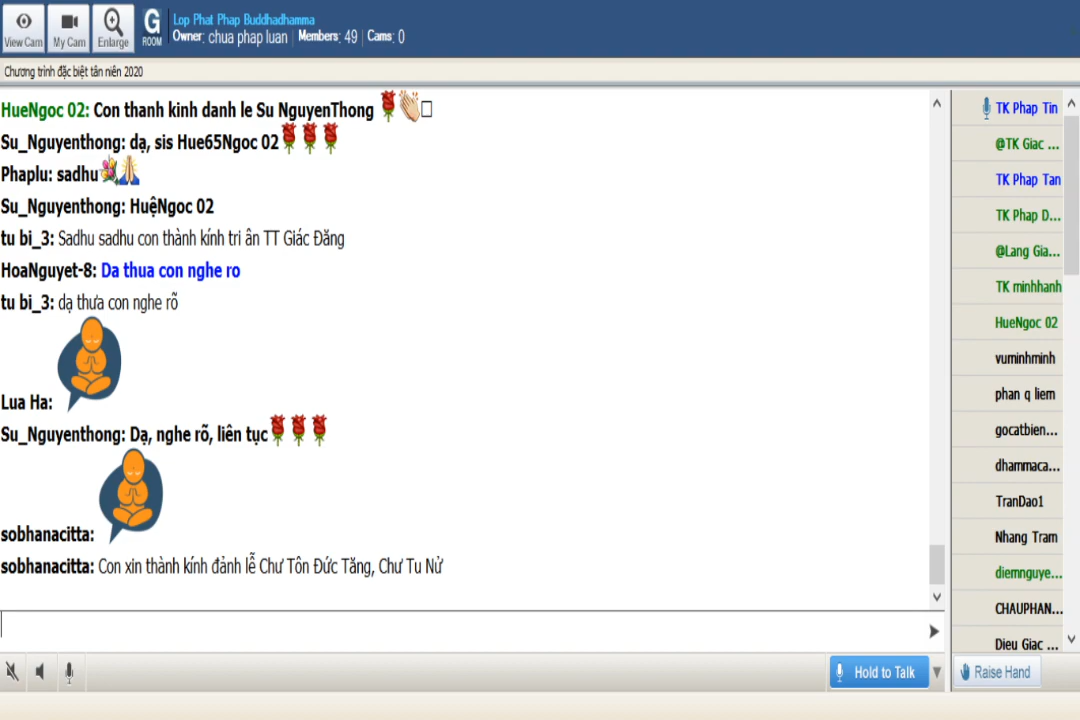 View Cam
My Cam
Enlarge
G ROOM
Lop Phat Phap Buddhadhamma
Owner: chua phap luan | Members: 49 | Cams: 0
Chương trình đặc biệt tân niên 2020
HueNgoc 02: Con thanh kinh danh le Su NguyenThong
Su_Nguyenthong: dạ, sis Hue65Ngoc 02
Phaplu: sadhu
Su_Nguyenthong: HuệNgoc 02
tu bi_3: Sadhu sadhu con thành kính tri ân TT Giác Đăng
HoaNguyet-8: Da thua con nghe ro
tu bi_3: dạ thưa con nghe rõ
Lua Ha:
Su_Nguyenthong: Dạ, nghe rõ, liên tục
sobhanacitta:
sobhanacitta: Con xin thành kính đảnh lễ Chư Tôn Đức Tăng, Chư Tu Nử
TK Phap Tin
@TK Giac ...
TK Phap Tan
TK Phap D...
@Lang Gia...
TK minhhanh
HueNgoc 02
vuminhminh
phan q liem
gocatbien...
dhammaca...
TranDao1
Nhang Tram
diemnguye...
CHAUPHAN...
Dieu Giac ...
Hold to Talk
Raise Hand